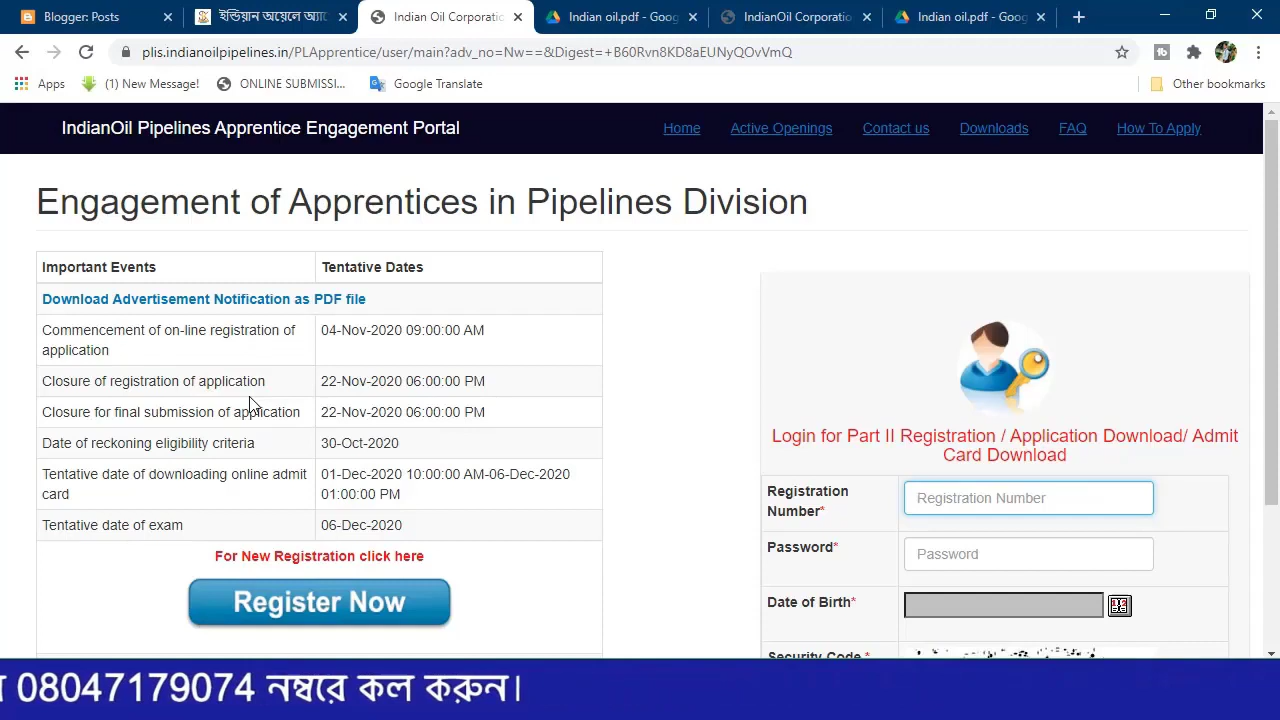 Blogger: Posts
ইন্ডিয়ান অয়েলে অ্যাে
Indian Oil Corporatic
Indian oil.pdf - Goog
IndianOil Corporatio
Indian oil.pdf - Goog
plis.indianoilpipelines.in/PLApprentice/user/main?adv_no=Nw==&Digest=+B60Rvn8KD8aEUNyQOvVmQ
Apps
(1) New Message!
ONLINE SUBMISSI...
Google Translate
Other bookmarks
IndianOil Pipelines Apprentice Engagement Portal
Home
Active Openings
Contact us
Downloads
FAQ
How To Apply
Engagement of Apprentices in Pipelines Division
Important Events
Tentative Dates
Download Advertisement Notification as PDF file
Commencement of on-line registration of
application
04-Nov-2020 09:00:00 AM
Closure of registration of application
22-Nov-2020 06:00:00 PM
Closure for final submission of application
22-Nov-2020 06:00:00 PM
Date of reckoning eligibility criteria
30-Oct-2020
Tentative date of downloading online admit
card
01-Dec-2020 10:00:00 AM-06-Dec-2020
01:00:00 PM
Tentative date of exam
06-Dec-2020
For New Registration click here
Register Now
Login for Part II Registration / Application Download/ Admit
Card Download
Registration
Number*
Registration Number
Password*
Password
Date of Birth*
Security Code *
08047179074 নম্বরে কল করুন।